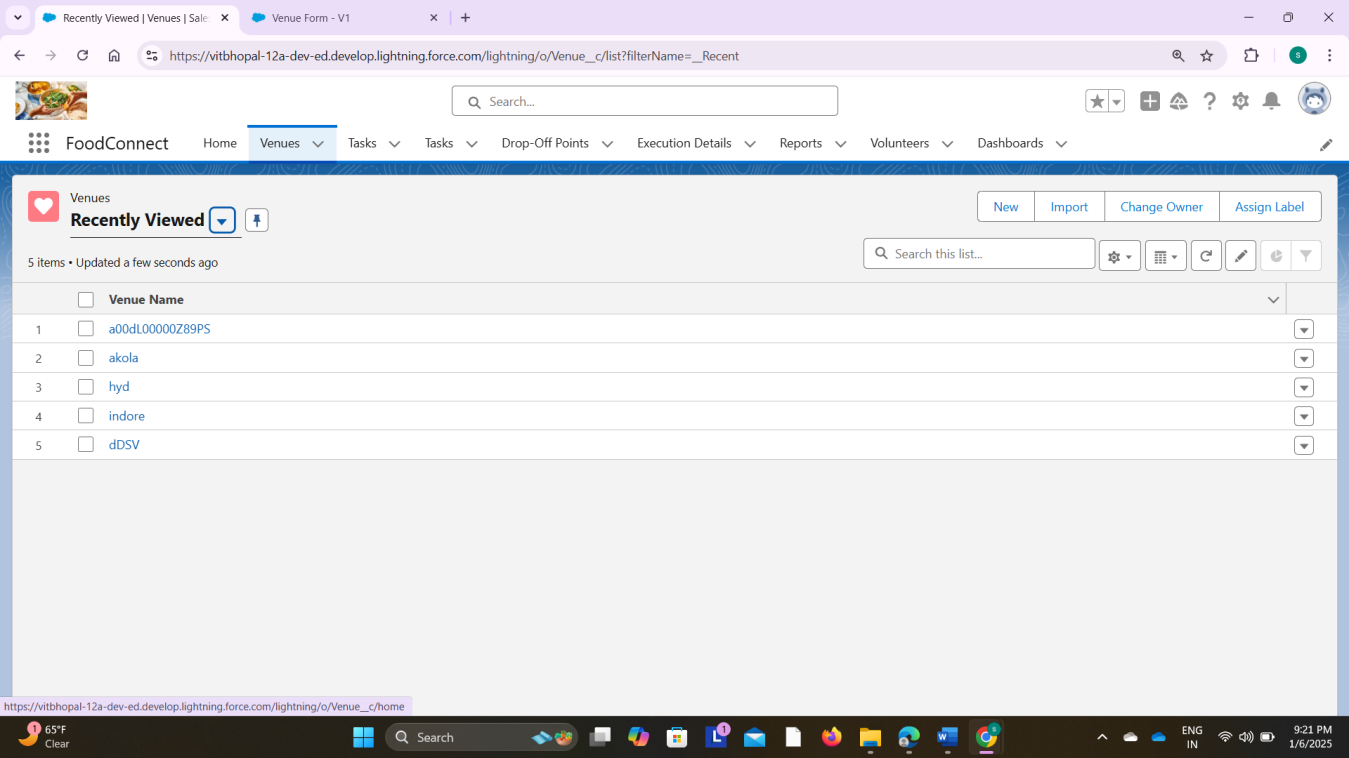 Recently Viewed | Venues | Sale
Venue Form - V1
https://vitbhopal-12a-dev-ed.develop.lightning.force.com/lightning/o/Venue__c/list?filterName=__Recent
S
Search...
FoodConnect
Home
Venues
Tasks
Tasks
Drop-Off Points
Execution Details
Reports
Volunteers
Dashboards
Venues
Recently Viewed
New
Import
Change Owner
Assign Label
5 items • Updated a few seconds ago
Search this list...
Venue Name
1 a00dL00000Z89PS
2 akola
3 hyd
4 indore
5 dDSV
https://vitbhopal-12a-dev-ed.develop.lightning.force.com/lightning/o/Venue__c/home
1
65°F
Clear
Search
L
1
W
S
ENG
IN
9:21 PM
1/6/2025